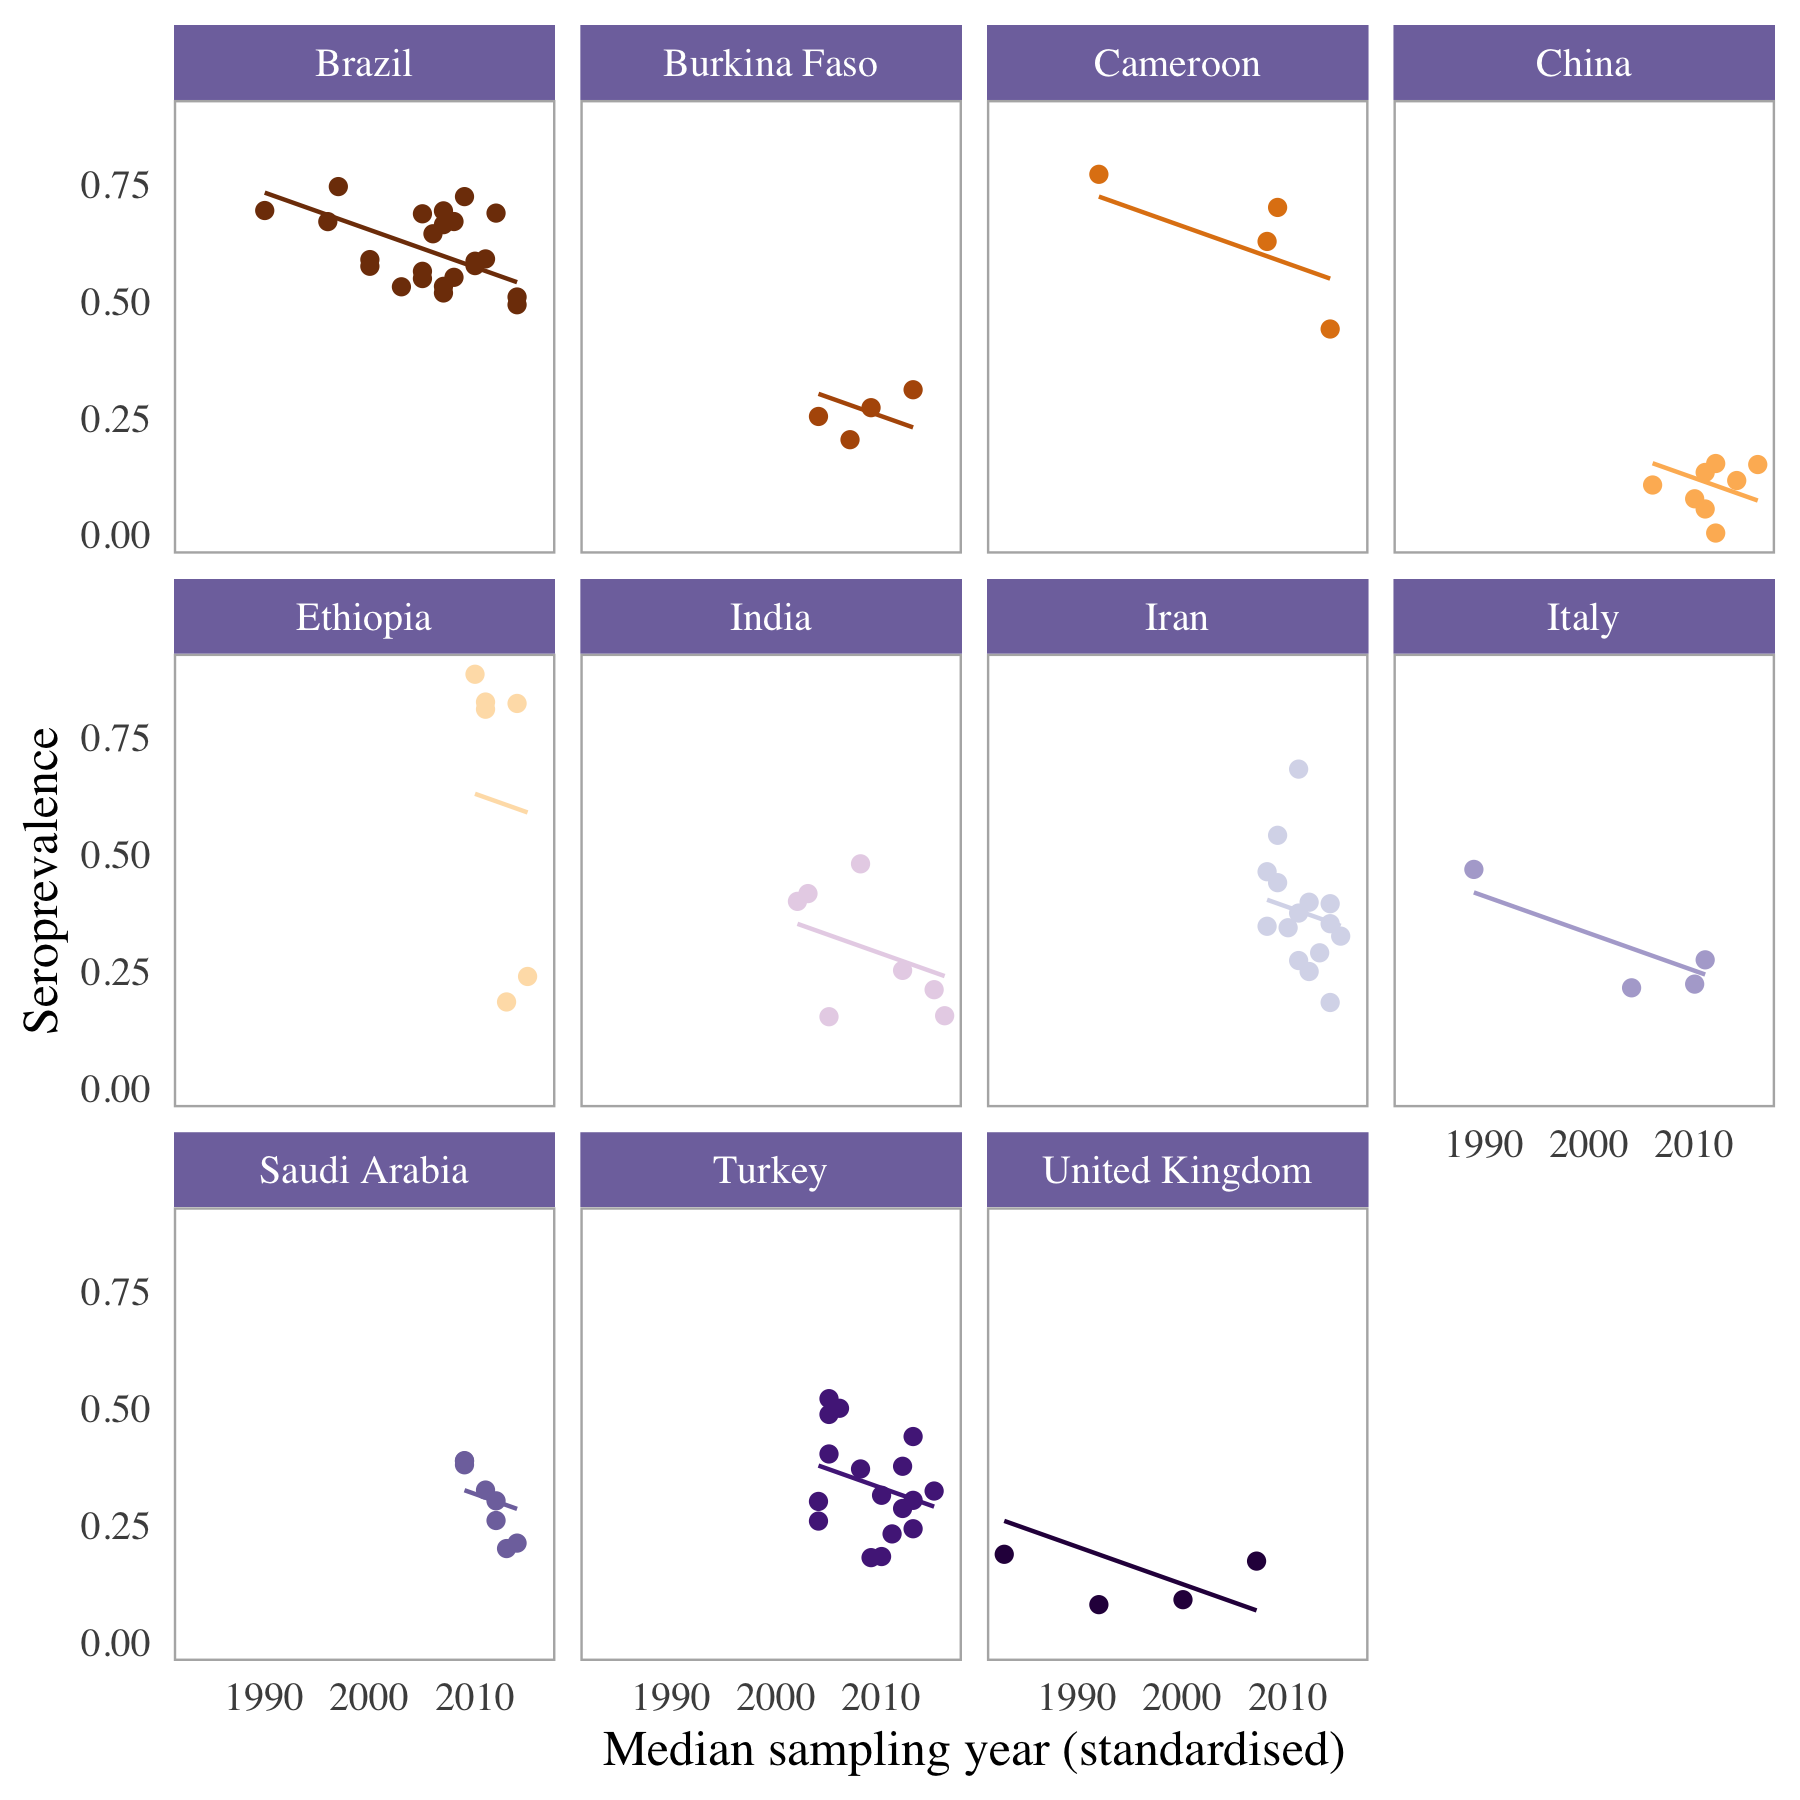 Brazil Burkina Faso Cameroon China
0.75
0.50
0.25
0.00
Ethiopia India Iran Italy
0.75
0.50
0.25
0.00
1990 2000 2010
Seroprevalence
Saudi Arabia Turkey United Kingdom
0.75
0.50
0.25
0.00
1990 2000 2010 1990 2000 2010 1990 2000 2010
Median sampling year (standardised)